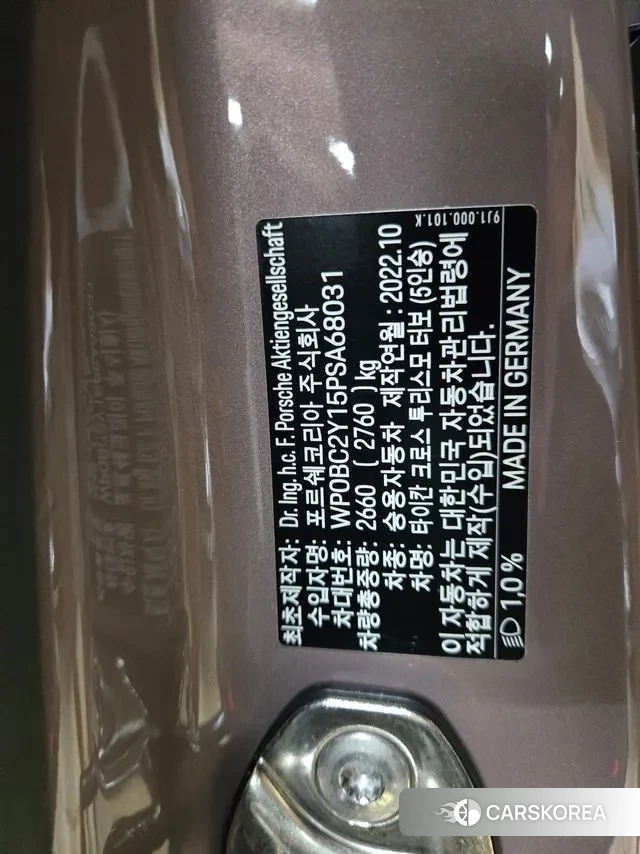 최초제작자: Dr. Ing. h.c. F. Porsche Aktiengesellschaft
수입자명: 포르쉐코리아 주식회사
차대번호: WP0BC2Y15PSA68031
차량총중량: 2660 ( 2760 ) kg
차종: 승용자동차 제작연월: 2022.10
차명: 타이칸 크로스 투리스모 터보 (5인승)
이 자동차는 대한민국 자동차관리법령에
적합하게 제작(수입)되었습니다.
1,0 % MADE IN GERMANY
9J1.000.101.K
CARSKOREA